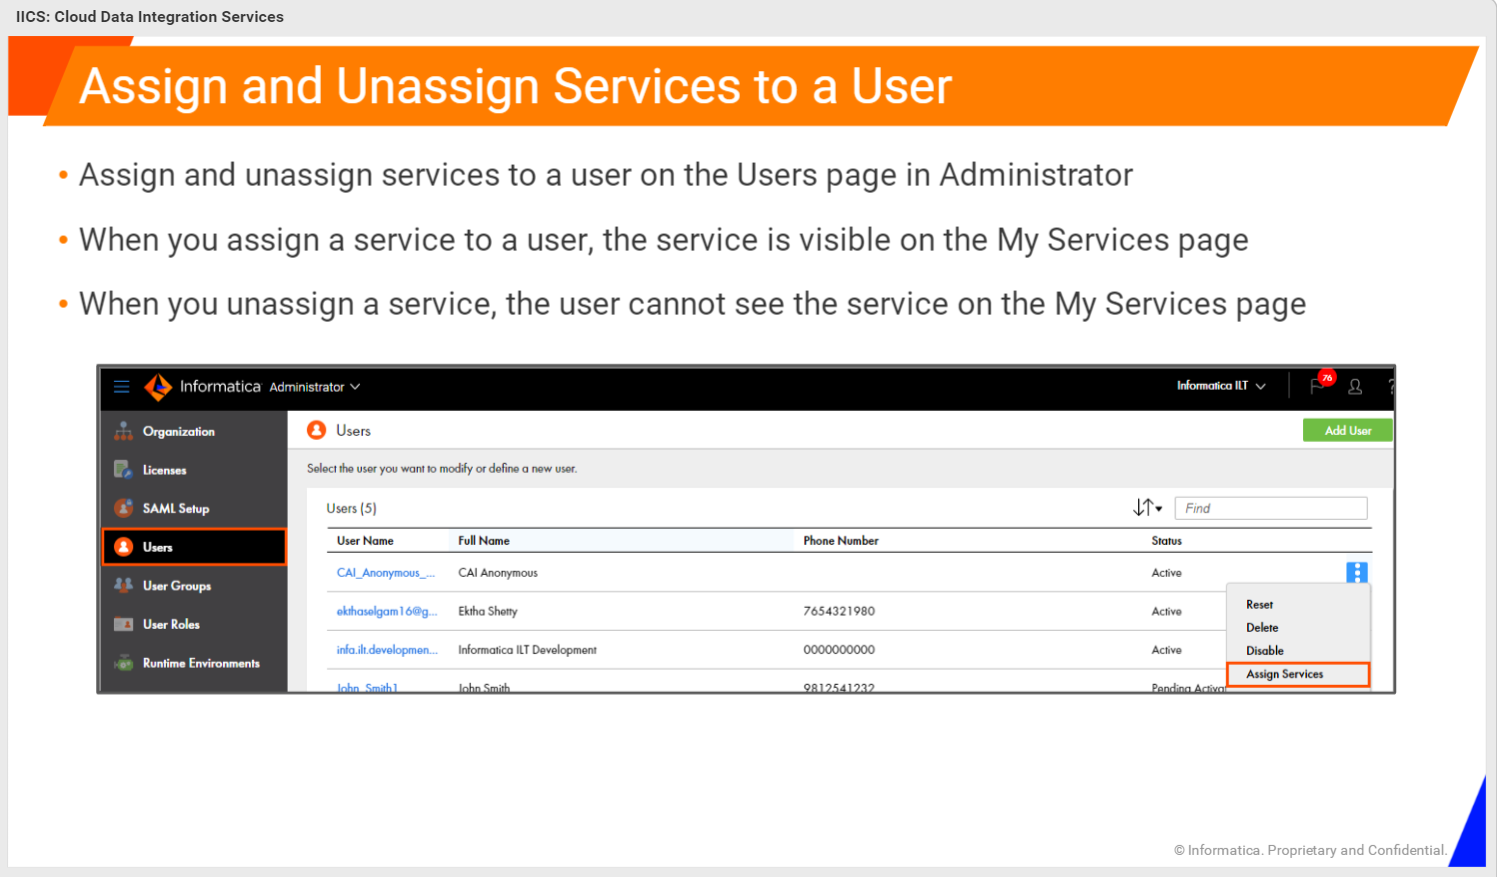 IICS: Cloud Data Integration Services
Assign and Unassign Services to a User
• Assign and unassign services to a user on the Users page in Administrator
• When you assign a service to a user, the service is visible on the My Services page
• When you unassign a service, the user cannot see the service on the My Services page
Informatica Administrator
Informatica ILT
76
?
Organization
Licenses
SAML Setup
Users
User Groups
User Roles
Runtime Environments
Users
Add User
Select the user you want to modify or define a new user.
Users (5)
Find
User Name Full Name Phone Number Status
CAI_Anonymous_... CAI Anonymous Active
ekthaselgam16@g... Ektha Shetty 7654321980 Active
infa.ilt.developmen... Informatica ILT Development 0000000000 Active
John_Smith1 John Smith 9812541232 Pending Activa
Reset
Delete
Disable
Assign Services
© Informatica. Proprietary and Confidential.